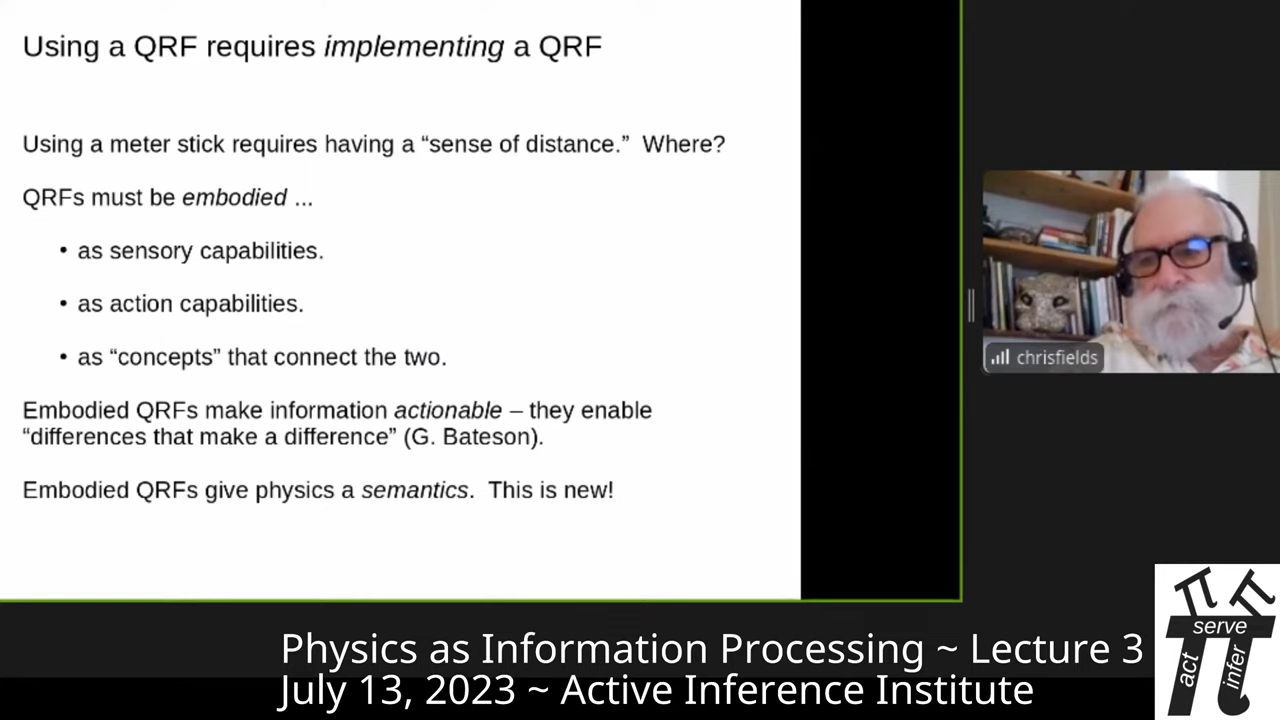 Using a QRF requires implementing a QRF
Using a meter stick requires having a “sense of distance.” Where?
QRFs must be embodied ...
• as sensory capabilities.
• as action capabilities.
• as “concepts” that connect the two.
Embodied QRFs make information actionable – they enable
“differences that make a difference” (G. Bateson).
Embodied QRFs give physics a semantics. This is new!
chrisfields
Physics as Information Processing ~ Lecture 3
July 13, 2023 ~ Active Inference Institute
serve
act
infer